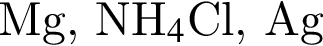 Mg, NH₄Cl, Ag